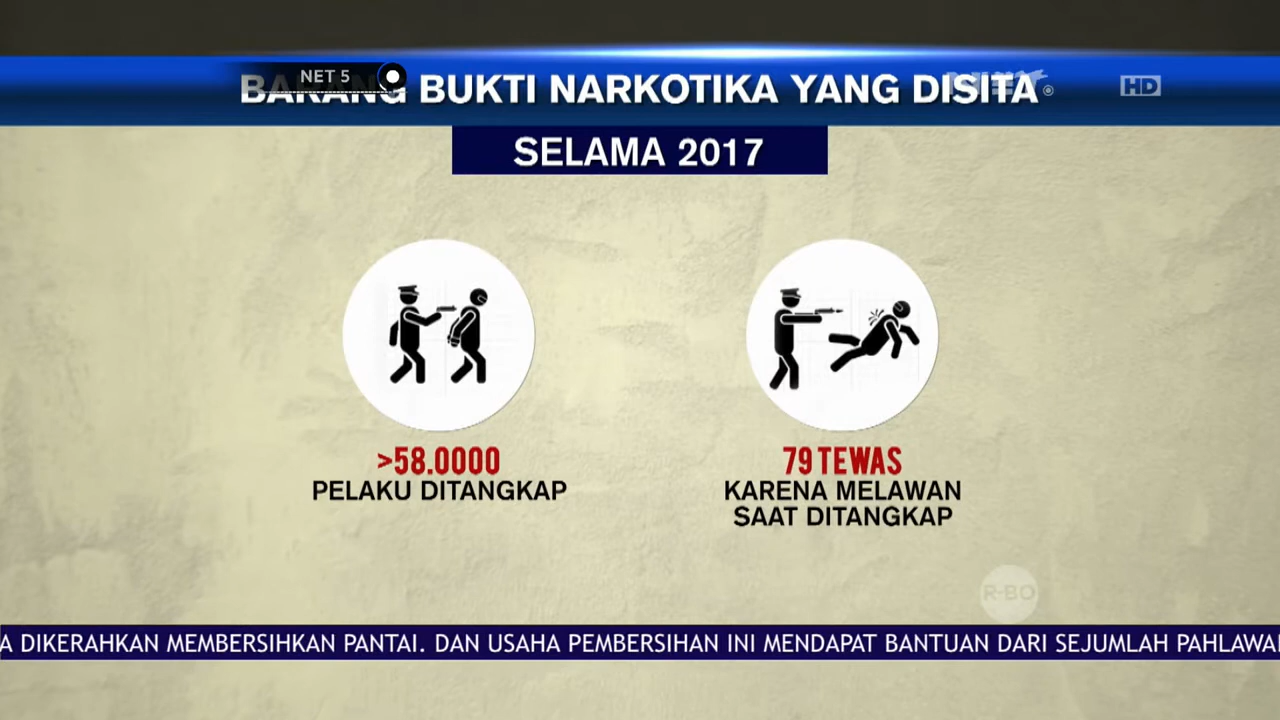 NET 5
BARANG BUKTI NARKOTIKA YANG DISITA
HD
SELAMA 2017
>58.0000
PELAKU DITANGKAP
79 TEWAS
KARENA MELAWAN
SAAT DITANGKAP
R-BO
A DIKERAHKAN MEMBERSIHKAN PANTAI. DAN USAHA PEMBERSIHAN INI MENDAPAT BANTUAN DARI SEJUMLAH PAHLAWA